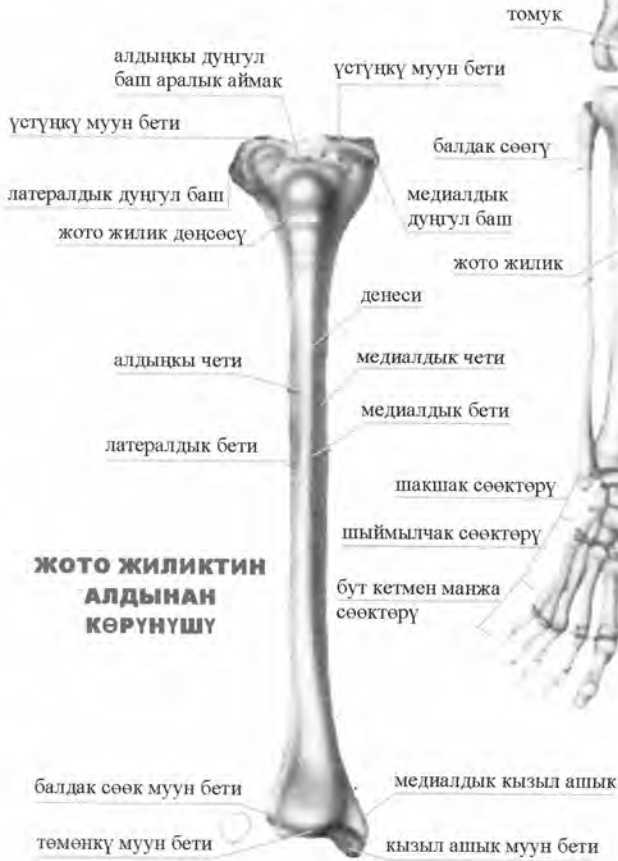 томук
алдыңкы дуңгул
баш аралык аймак
үстүңкү муун бети
үстүңкү муун бети
балдак сөөгү
латералдык дуңгул баш
медиалдык
дуңгул баш
жото жилик дөңсөсү
жото жилик
денеси
алдыңкы чети
медиалдык чети
медиалдык бети
латералдык бети
шакшак сөөктөрү
шыймылчак сөөктөрү
ЖОТО ЖИЛИКТИН
АЛДЫНАН
КӨРҮНҮШҮ
бут кетмен манжа
сөөктөрү
балдак сөөк муун бети
медиалдык кызыл ашык
төмөнкү муун бети
кызыл ашык муун бети